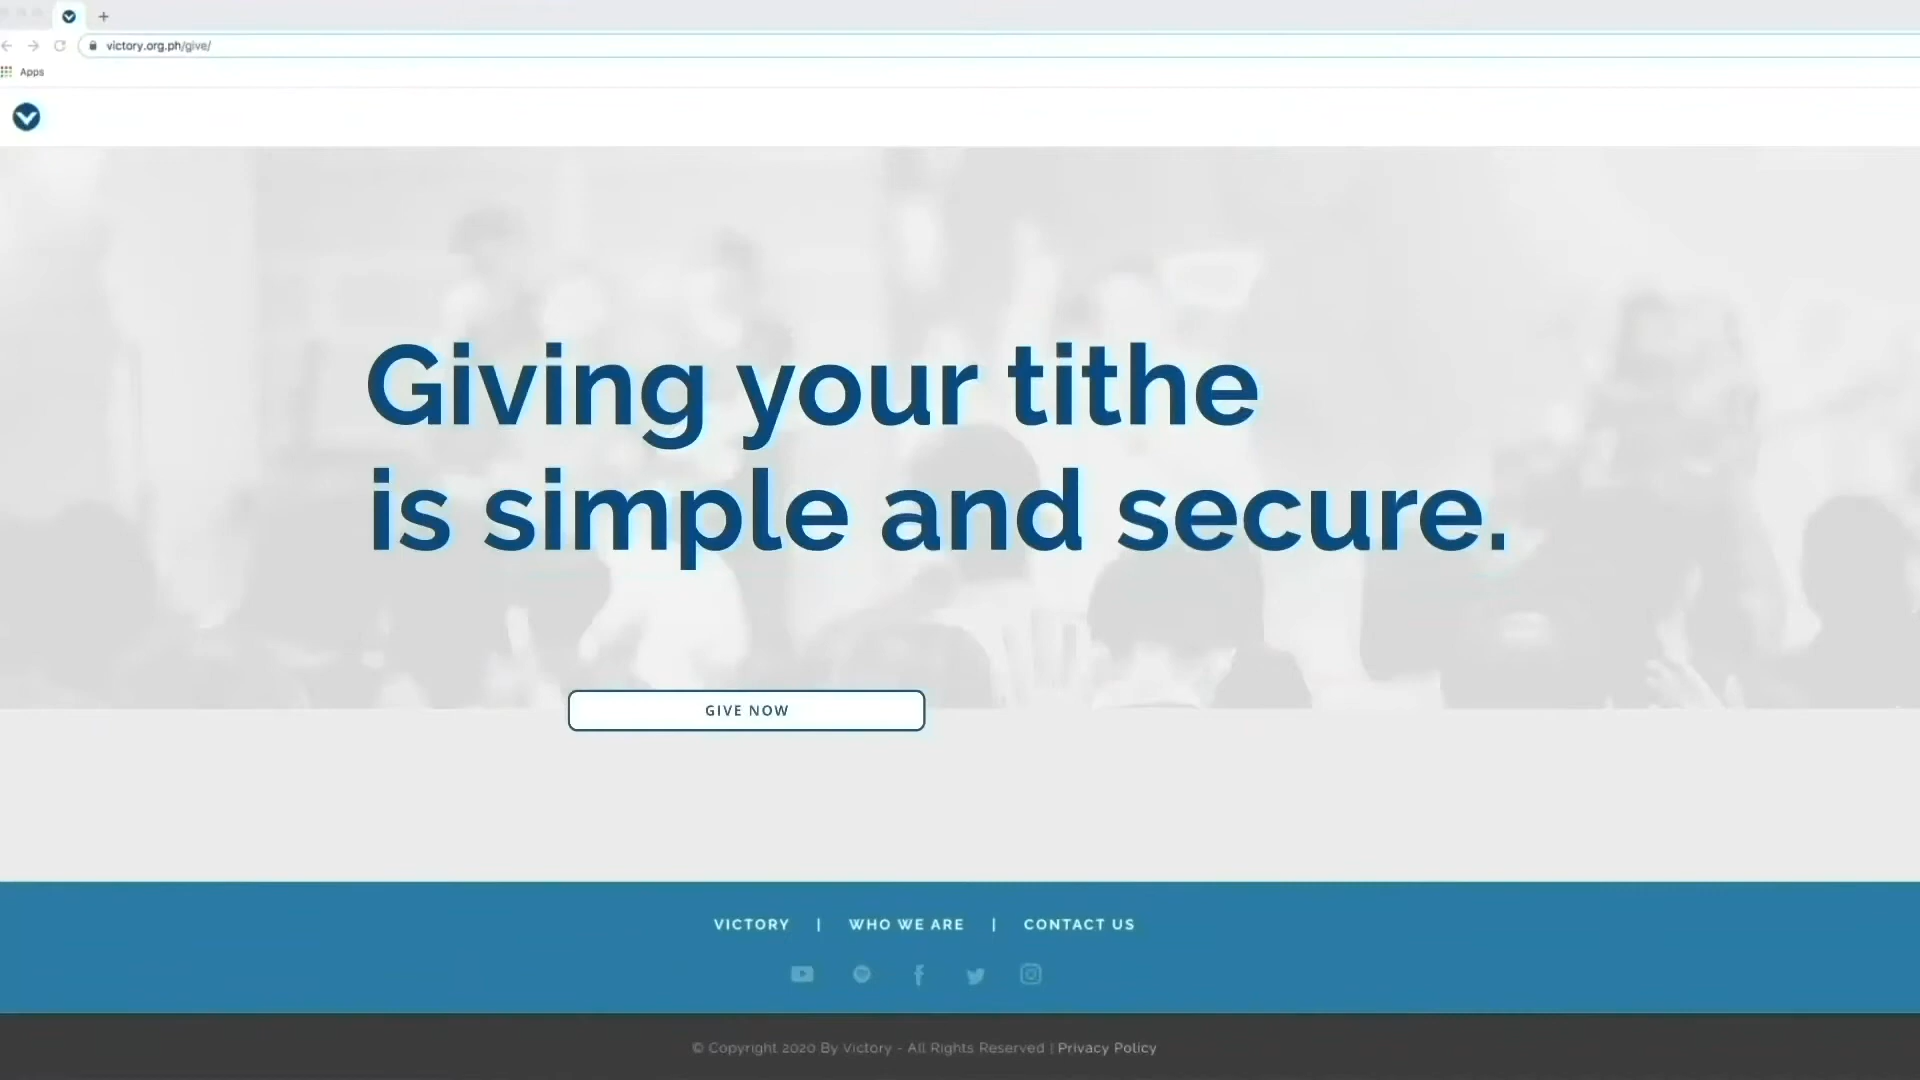 victory.org.ph/give/
Apps
Giving your tithe
is simple and secure.
GIVE NOW
VICTORY | WHO WE ARE | CONTACT US
© Copyright 2020 By Victory - All Rights Reserved | Privacy Policy